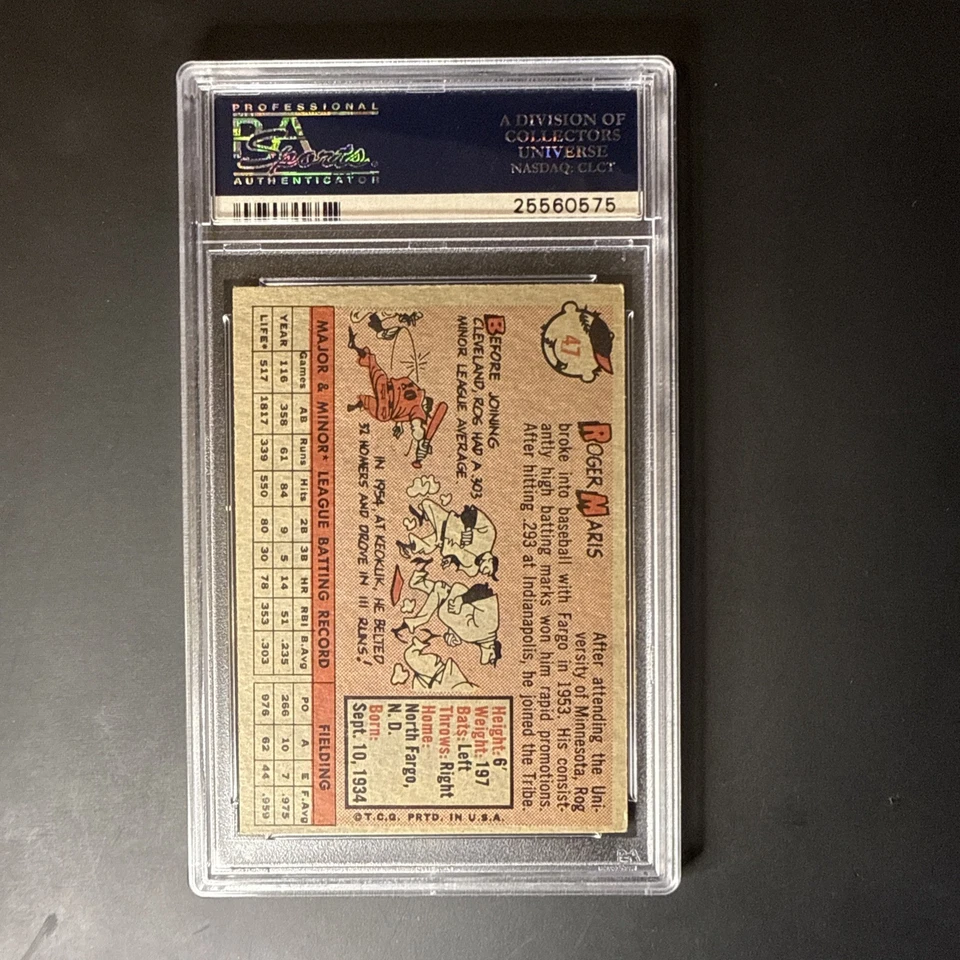 PROFESSIONAL
PSA
Sports
AUTHENTICATOR
A DIVISION OF
COLLECTORS
UNIVERSE
NASDAQ: CLCT
25560575
47
ROGER MARIS
After attending the Uni-
versity of Minnesota, Rog
broke into baseball with Fargo in 1953. His consist-
antly high batting marks won him rapid promotions.
After hitting .293 at Indianapolis, he joined the Tribe.
BEFORE JOINING
CLEVELAND, ROG HAD A .303
MINOR LEAGUE AVERAGE.
10
IN 1954, AT KEOKUK, HE BELTED
32 HOMERS AND DROVE IN 111 RUNS!
Height: 6'
Weight: 197
Bats: Left
Throws: Right
Home:
North Fargo,
N. D.
Born:
Sept. 10, 1934
©T.C.G. PRTD. IN U.S.A.
MAJOR & MINOR* LEAGUE BATTING RECORD FIELDING
Games AB Runs Hits 2B 3B HR RBI B.Avg PO A E F.Avg
YEAR 116 358 61 84 9 5 14 51 .235 266 10 7 .975
LIFE* 517 1817 339 550 80 30 78 353 .303 976 62 44 .959